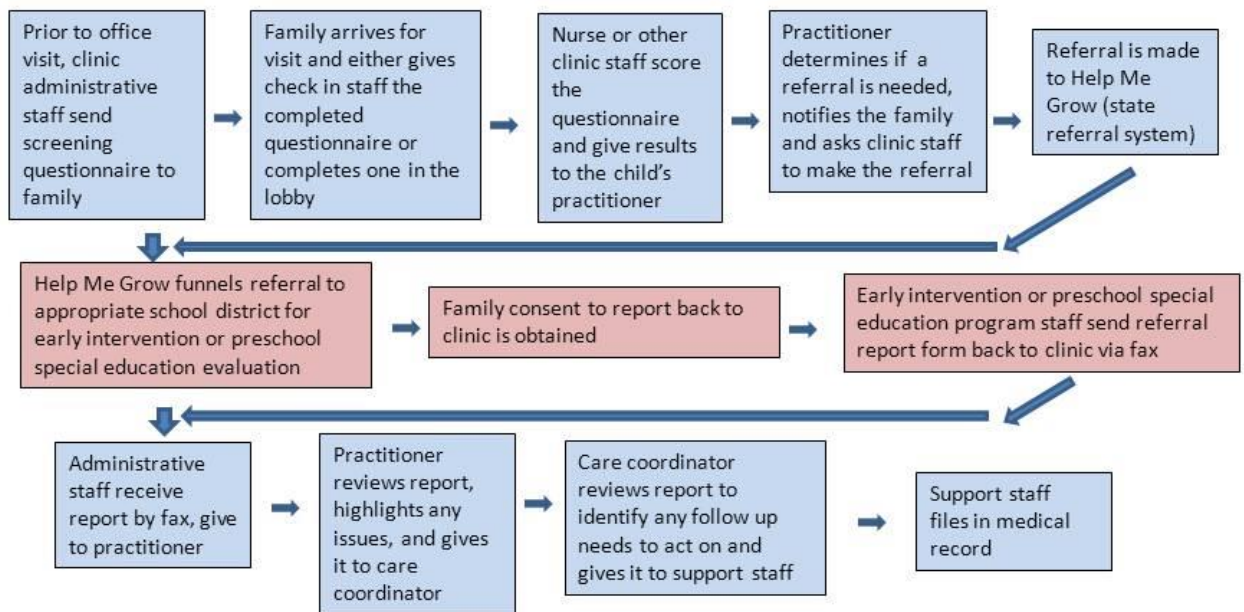 Prior to office
visit, clinic
administrative
staff send
screening
questionnaire to
family
Family arrives for
visit and either gives
check in staff the
completed
questionnaire or
completes one in the
lobby
Nurse or other
clinic staff score
the
questionnaire
and give results
to the child's
practitioner
Practitioner
determines if a
referral is needed,
notifies the family
and asks clinic staff
to make the referral
Referral is made
to Help Me
Grow (state
referral system)
Help Me Grow funnels referral to
appropriate school district for
early intervention or preschool
special education evaluation
Family consent to report back to
clinic is obtained
Early intervention or preschool special
education program staff send referral
report form back to clinic via fax
Administrative
staff receive
report by fax, give
to practitioner
Practitioner
reviews report,
highlights any
issues, and gives
it to care
coordinator
Care coordinator
reviews report to
identify any follow up
needs to act on and
gives it to support staff
Support staff
files in medical
record